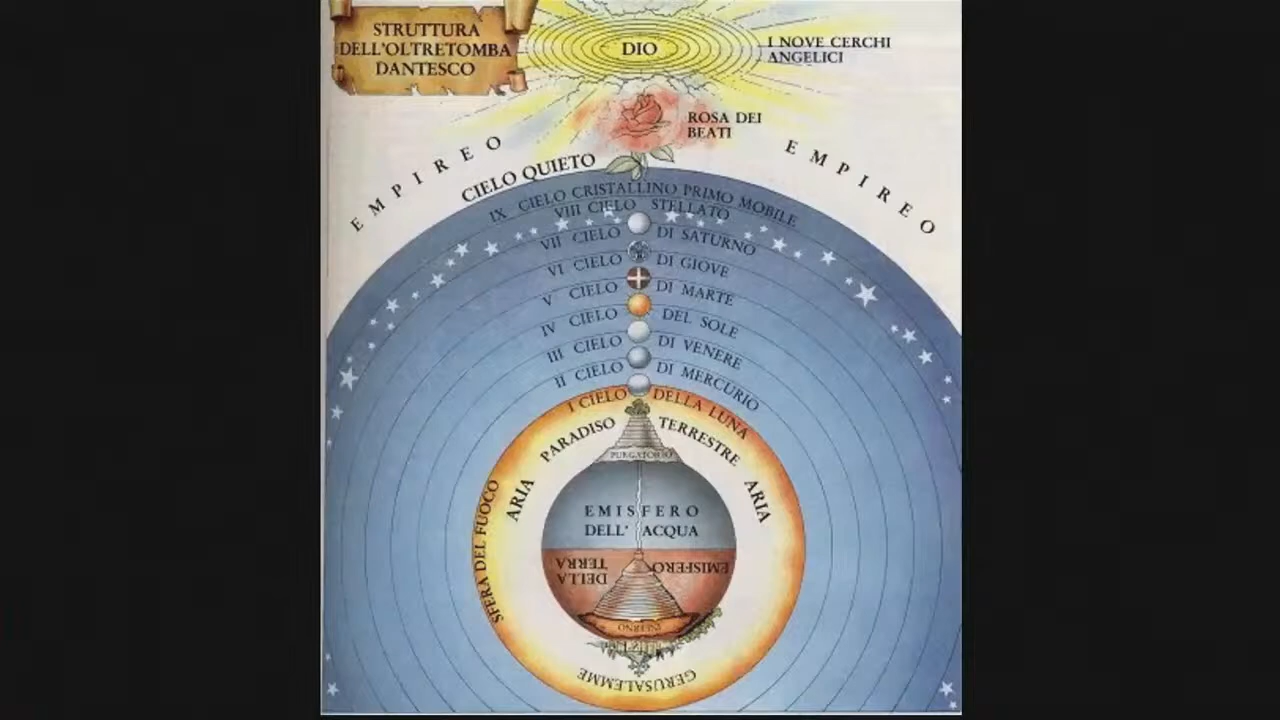 STRUTTURA
DELL'OLTRETOMBA
DANTESCO
DIO
I NOVE CERCHI
ANGELICI
ROSA DEI
BEATI
EMPIREO
EMPIREO
CIELO QUIETO
IX CIELO CRISTALLINO PRIMO MOBILE
VIII CIELO STELLATO
VII CIELO DI SATURNO
VI CIELO DI GIOVE
V CIELO DI MARTE
IV CIELO DEL SOLE
III CIELO DI VENERE
II CIELO DI MERCURIO
I CIELO DELLA LUNA
PARADISO TERRESTRE
PURGATORIO
ARIA
ARIA
SFERA DEL FUOCO
EMISFERO
DELL' ACQUA
EMISFERO
DELLA
TERRA
INFERNO
GERUSALEMME